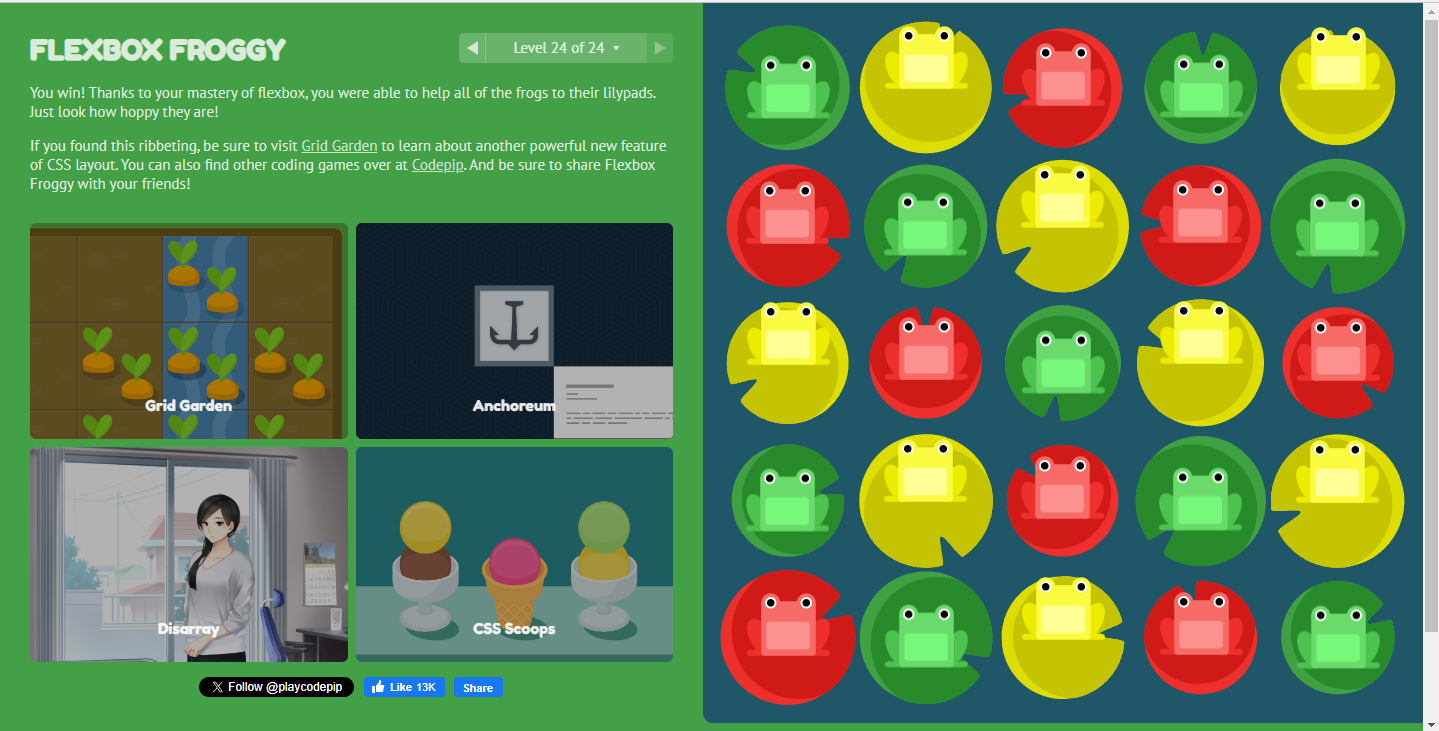 FLEXBOX FROGGY
Level 24 of 24
You win! Thanks to your mastery of flexbox, you were able to help all of the frogs to their lilypads.
Just look how hoppy they are!
If you found this ribbeting, be sure to visit Grid Garden to learn about another powerful new feature
of CSS layout. You can also find other coding games over at Codepip. And be sure to share Flexbox
Froggy with your friends!
Grid Garden
Anchoreum
Disarray
CSS Scoops
Follow @playcodepip
Like 13K
Share